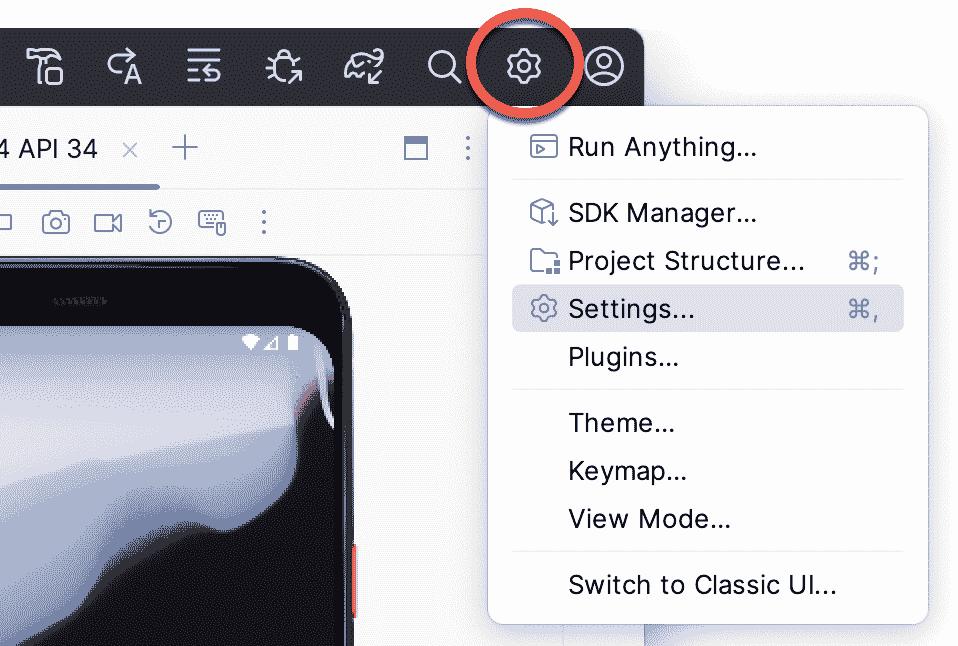 4 API 34
Run Anything...
SDK Manager...
Project Structure... ⌘;
Settings... ⌘,
Plugins...
Theme...
Keymap...
View Mode...
Switch to Classic UI...